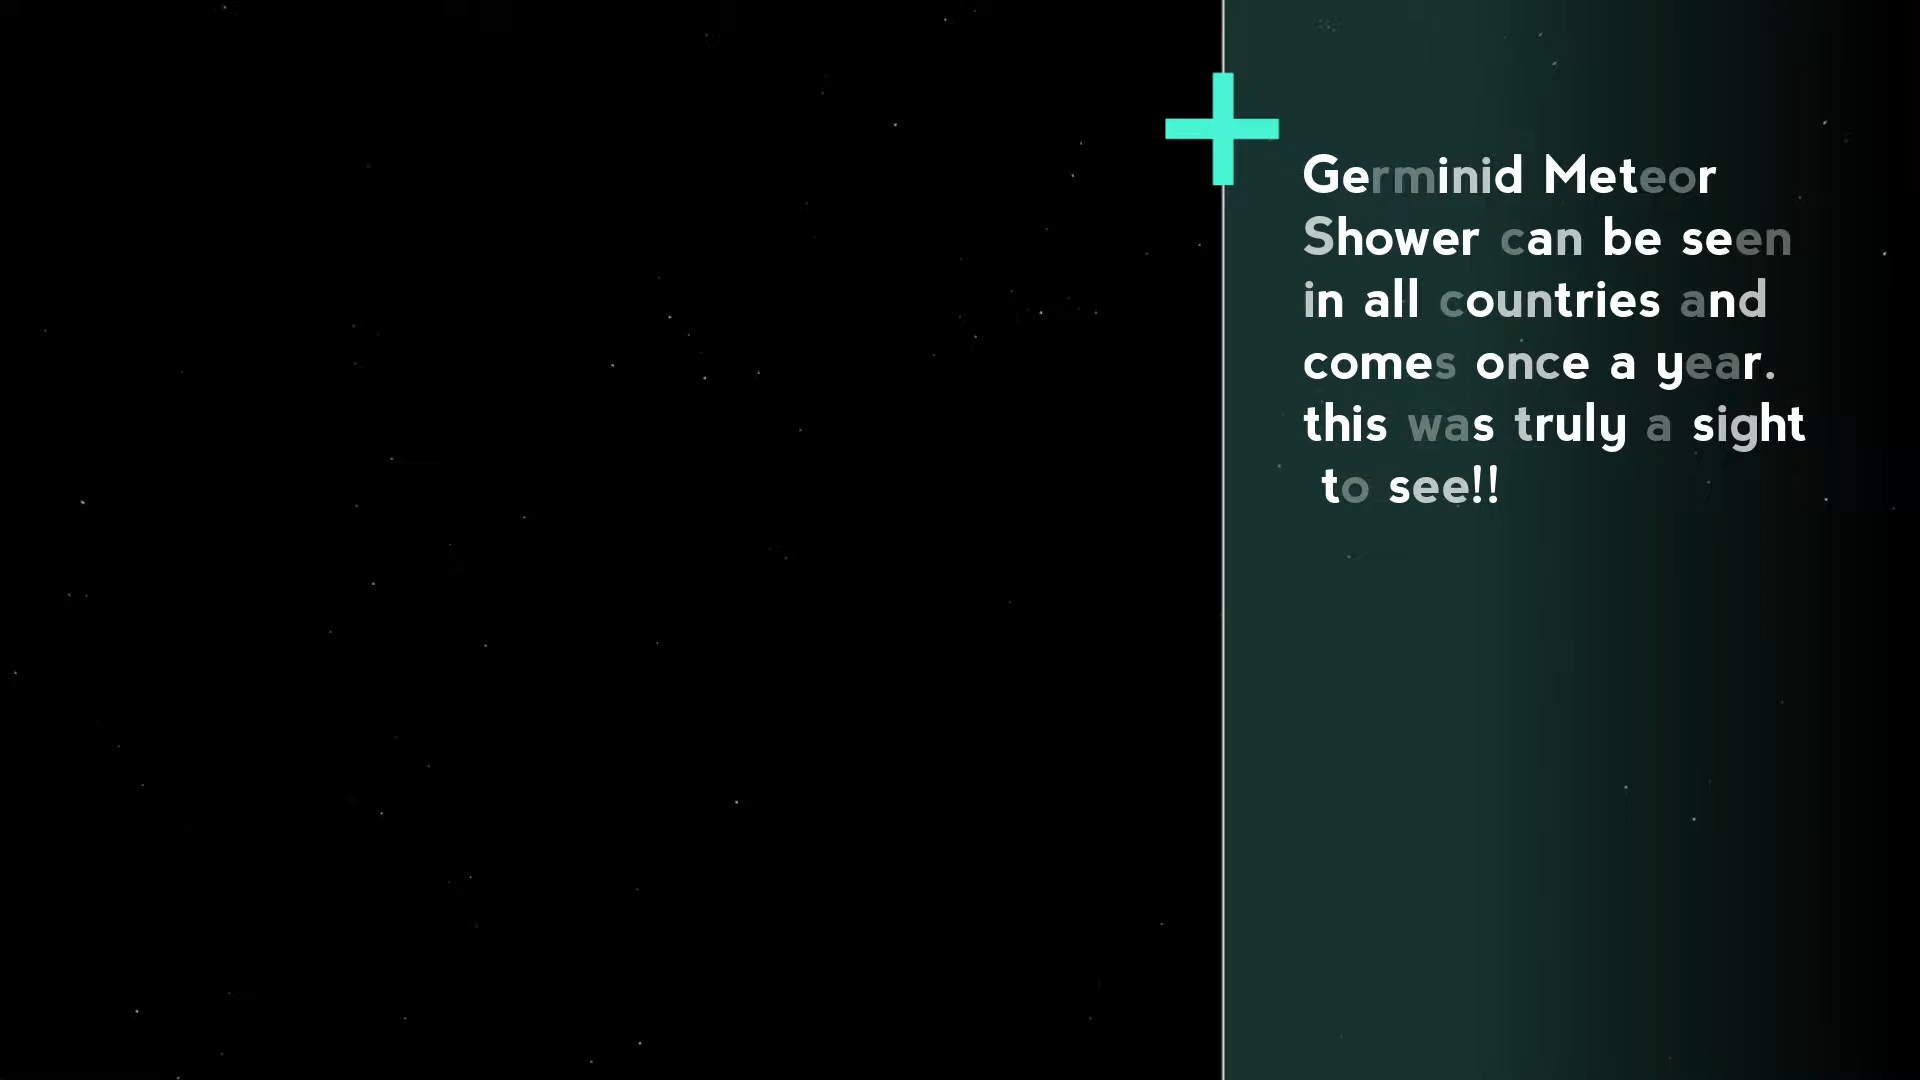 Germinid Meteor
Shower can be seen
in all countries and
comes once a year.
this was truly a sight
to see!!